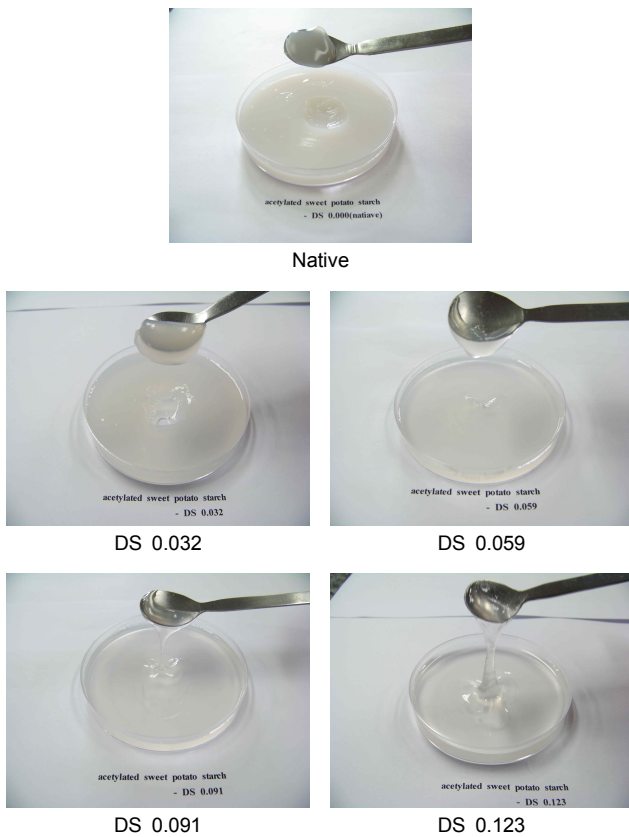 acetylated sweet potato starch
- DS 0.000(natiave)
Native
acetylated sweet potato starch
- DS 0.032
DS 0.032
acetylated sweet potato starch
- DS 0.059
DS 0.059
acetylated sweet potato starch
- DS 0.091
DS 0.091
acetylated sweet potato starch
- DS 0.123
DS 0.123